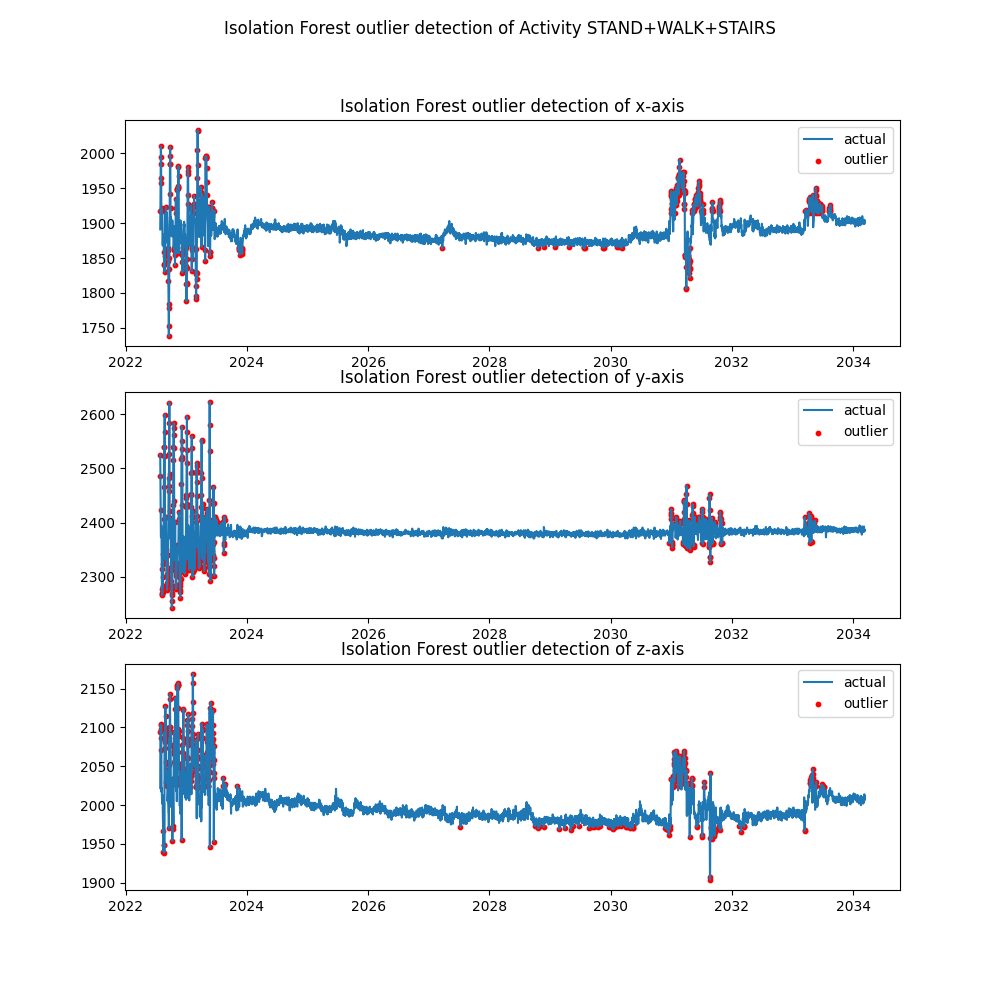 Isolation Forest outlier detection of Activity STAND+WALK+STAIRS
Isolation Forest outlier detection of x-axis
actual
outlier
2000
1950
1900
1850
1800
1750
2022 2024 2026 2028 2030 2032 2034
Isolation Forest outlier detection of y-axis
actual
outlier
2600
2500
2400
2300
2022 2024 2026 2028 2030 2032 2034
Isolation Forest outlier detection of z-axis
actual
outlier
2150
2100
2050
2000
1950
1900
2022 2024 2026 2028 2030 2032 2034